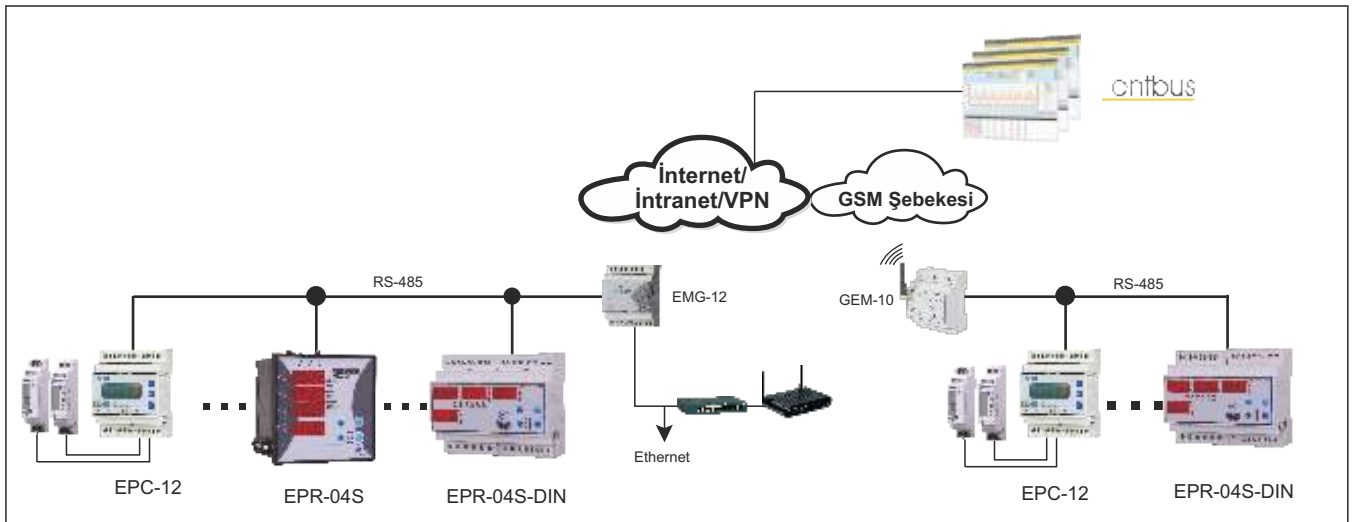 cntbus
İnternet/
İntranet/VPN
GSM Şebekesi
RS-485
EMG-12
GEM-10
RS-485
Ethernet
EPC-12
EPR-04S
EPR-04S-DIN
EPC-12
EPR-04S-DIN